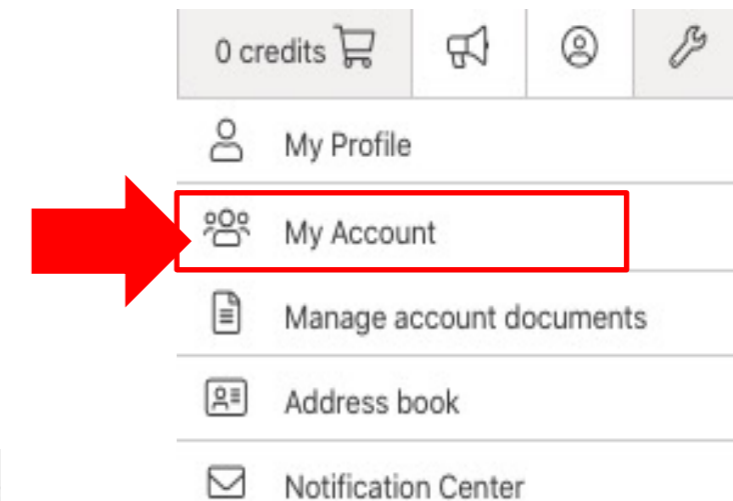 0 credits
My Profile
My Account
Manage account documents
Address book
Notification Center